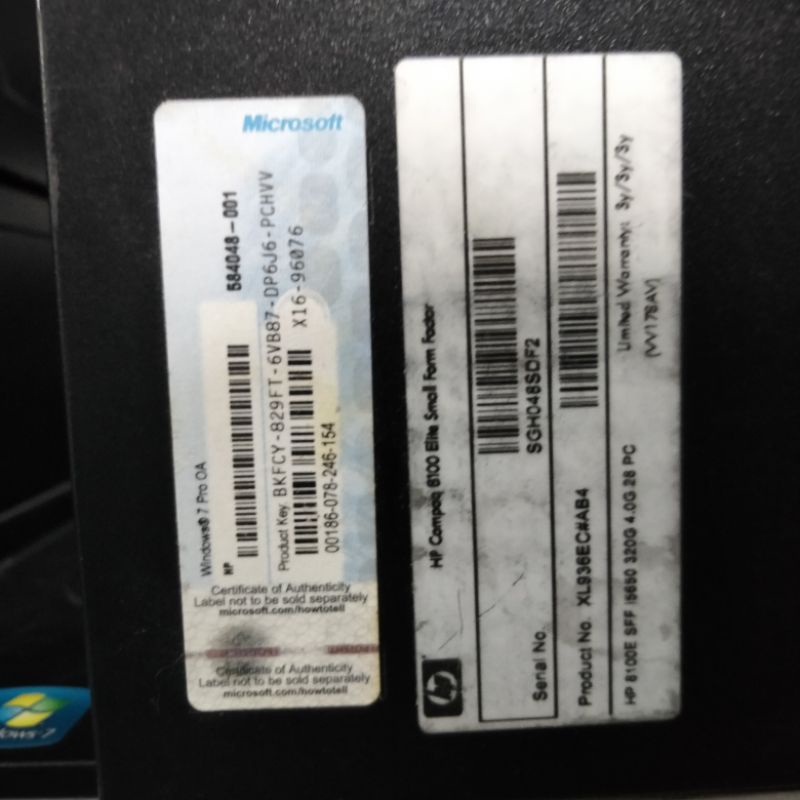 Microsoft
584048-001
Windows® 7 Pro OA
HP
Product Key: BKFCY-829FT-6VB87-DP6J6-PCHVV
X16-96076
00186-078-246-154
Certificate of Authenticity
Label not to be sold separately
microsoft.com/howtotell
Certificate of Authenticity
Label not to be sold separately
microsoft.com/howtotell
hp
HP Compaq 8100 Elite Small Form Factor
Serial No.
SGH048SDF2
Product No. XL936EC#AB4
Limited Warranty: 3y/3y/3y
HP 8100E SFF i5650 320G 4.0G 28 PC
(VV178AV)